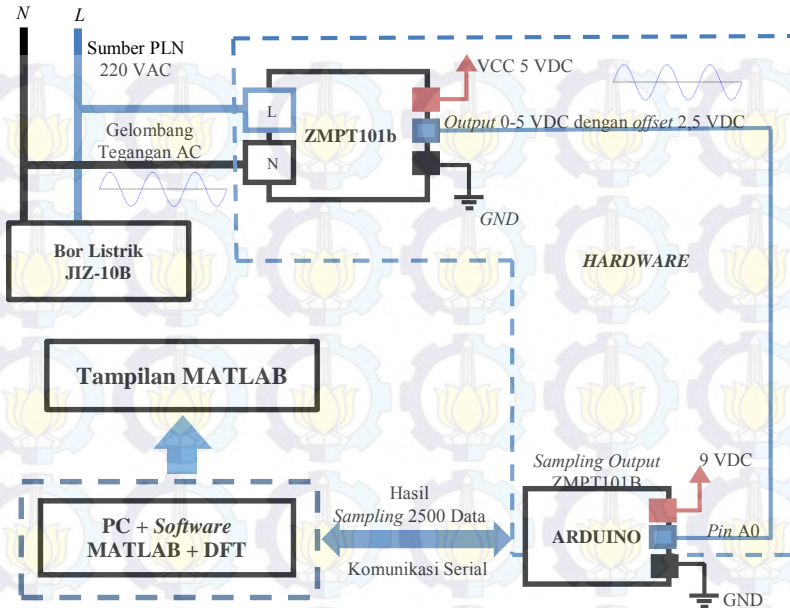 N L
Sumber PLN
220 VAC
VCC 5 VDC
L
ZMPT101b
Output 0-5 VDC dengan offset 2,5 VDC
Gelombang
Tegangan AC
N
GND
Bor Listrik
JIZ-10B
HARDWARE
Tampilan MATLAB
Sampling Output
ZMPT101B
9 VDC
Hasil
Sampling 2500 Data
PC + Software
MATLAB + DFT
ARDUINO
Pin A0
Komunikasi Serial
GND